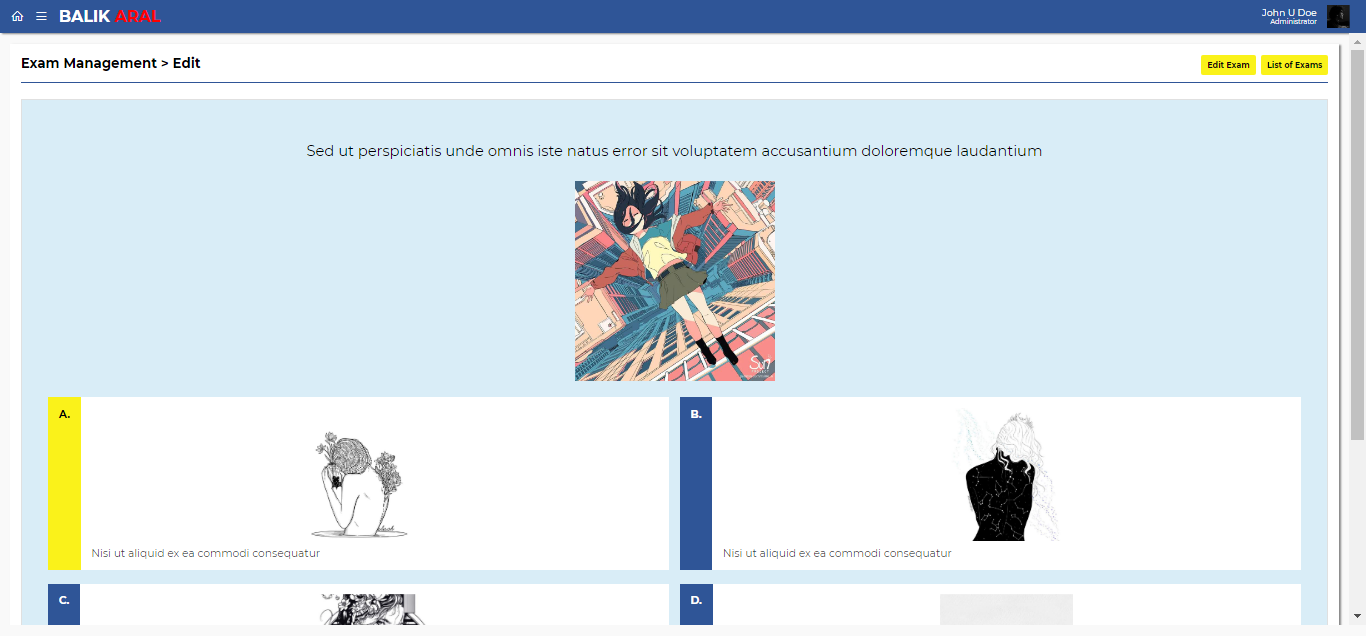 BALIK ARAL
John U Doe
Administrator
Exam Management > Edit
Edit Exam
List of Exams
Sed ut perspiciatis unde omnis iste natus error sit voluptatem accusantium doloremque laudantium
Sun
A.
Nisi ut aliquid ex ea commodi consequatur
B.
Nisi ut aliquid ex ea commodi consequatur
C.
D.